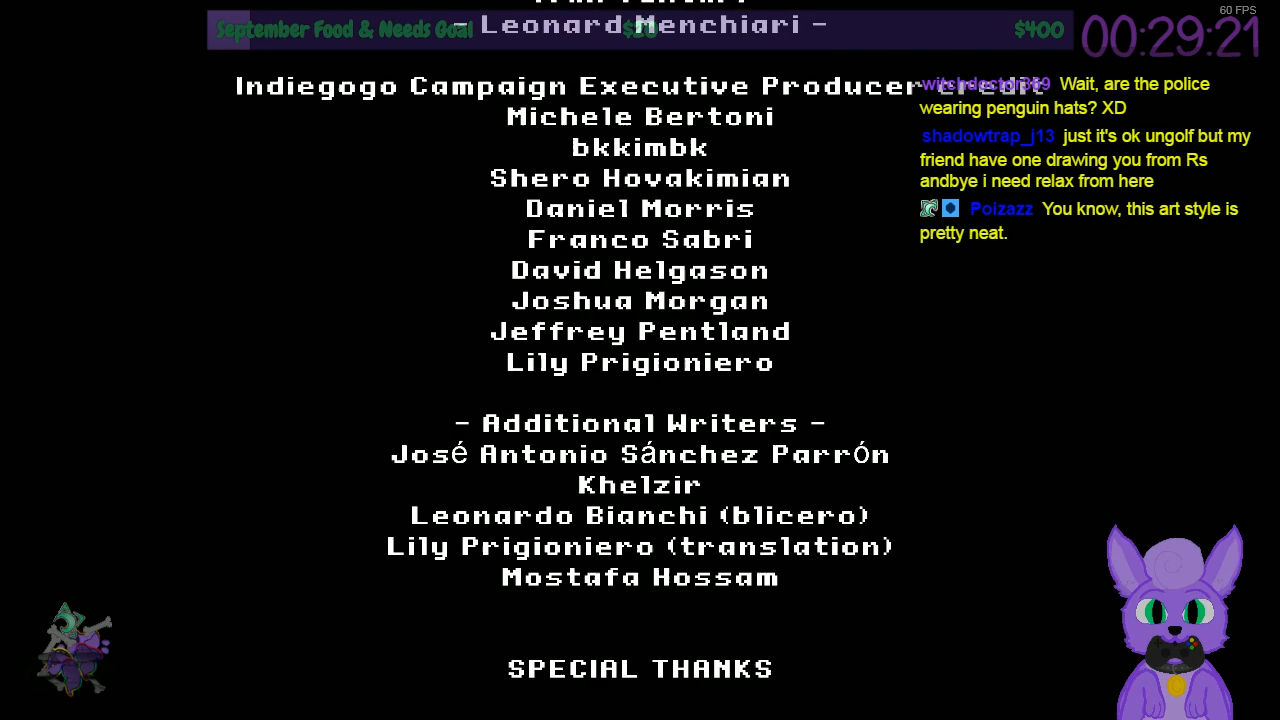 60 FPS
- Leonard Menchiari -
September Food & Needs Goal
$400
00:29:21
Indiegogo Campaign Executive Producer credit
Michele Bertoni
bkkimbk
Shero Hovakimian
Daniel Morris
Franco Sabri
David Helgason
Joshua Morgan
Jeffrey Pentland
Lily Prigioniero
- Additional Writers -
José Antonio Sánchez Parrón
Khelzir
Leonardo Bianchi (blicero)
Lily Prigioniero (translation)
Mostafa Hossam
SPECIAL THANKS
Wait, are the police
wearing penguin hats? XD
shadowtrap_j13 just it's ok ungolf but my
friend have one drawing you from Rs
andbye i need relax from here
Poizazz You know, this art style is
pretty neat.